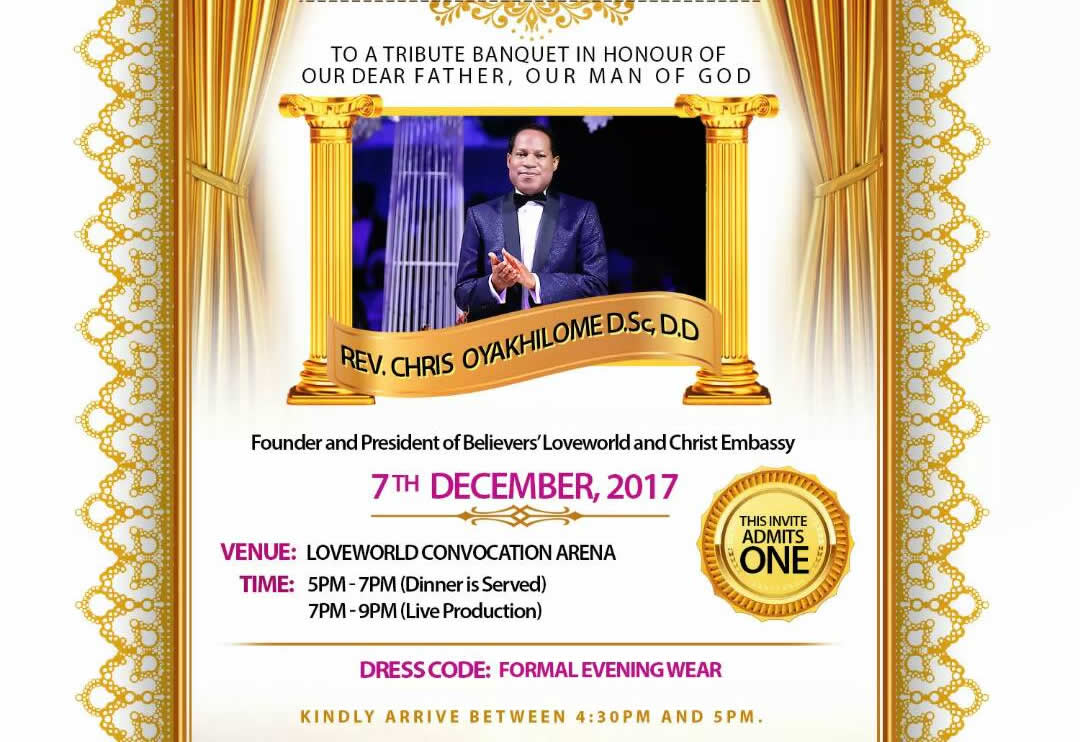 TO A TRIBUTE BANQUET IN HONOUR OF
OUR DEAR FATHER, OUR MAN OF GOD
REV. CHRIS OYAKHILOME D.Sc, D.D
Founder and President of Believers' Loveworld and Christ Embassy
7TH DECEMBER, 2017
THIS INVITE
ADMITS
ONE
VENUE: LOVEWORLD CONVOCATION ARENA
TIME: 5PM - 7PM (Dinner is Served)
7PM - 9PM (Live Production)
DRESS CODE: FORMAL EVENING WEAR
KINDLY ARRIVE BETWEEN 4:30PM AND 5PM.